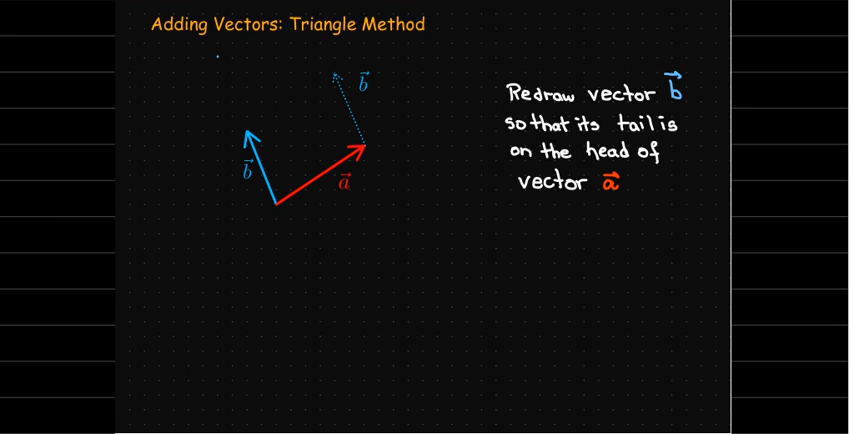 Adding Vectors: Triangle Method
b⃗
b⃗
a⃗
Redraw vector b⃗
so that its tail is
on the head of
vector a⃗